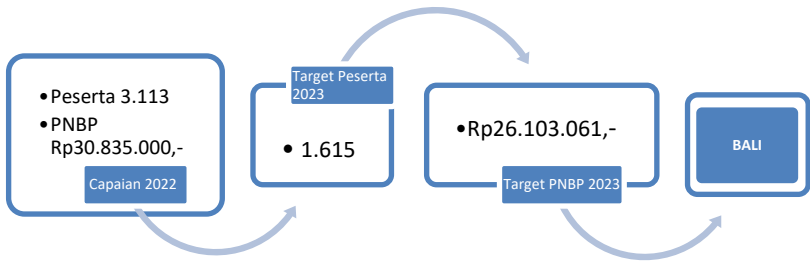 •Peserta 3.113
•PNBP
Rp30.835.000,-
Capaian 2022
Target Peserta
2023
• 1.615
•Rp26.103.061,-
Target PNBP 2023
BALI